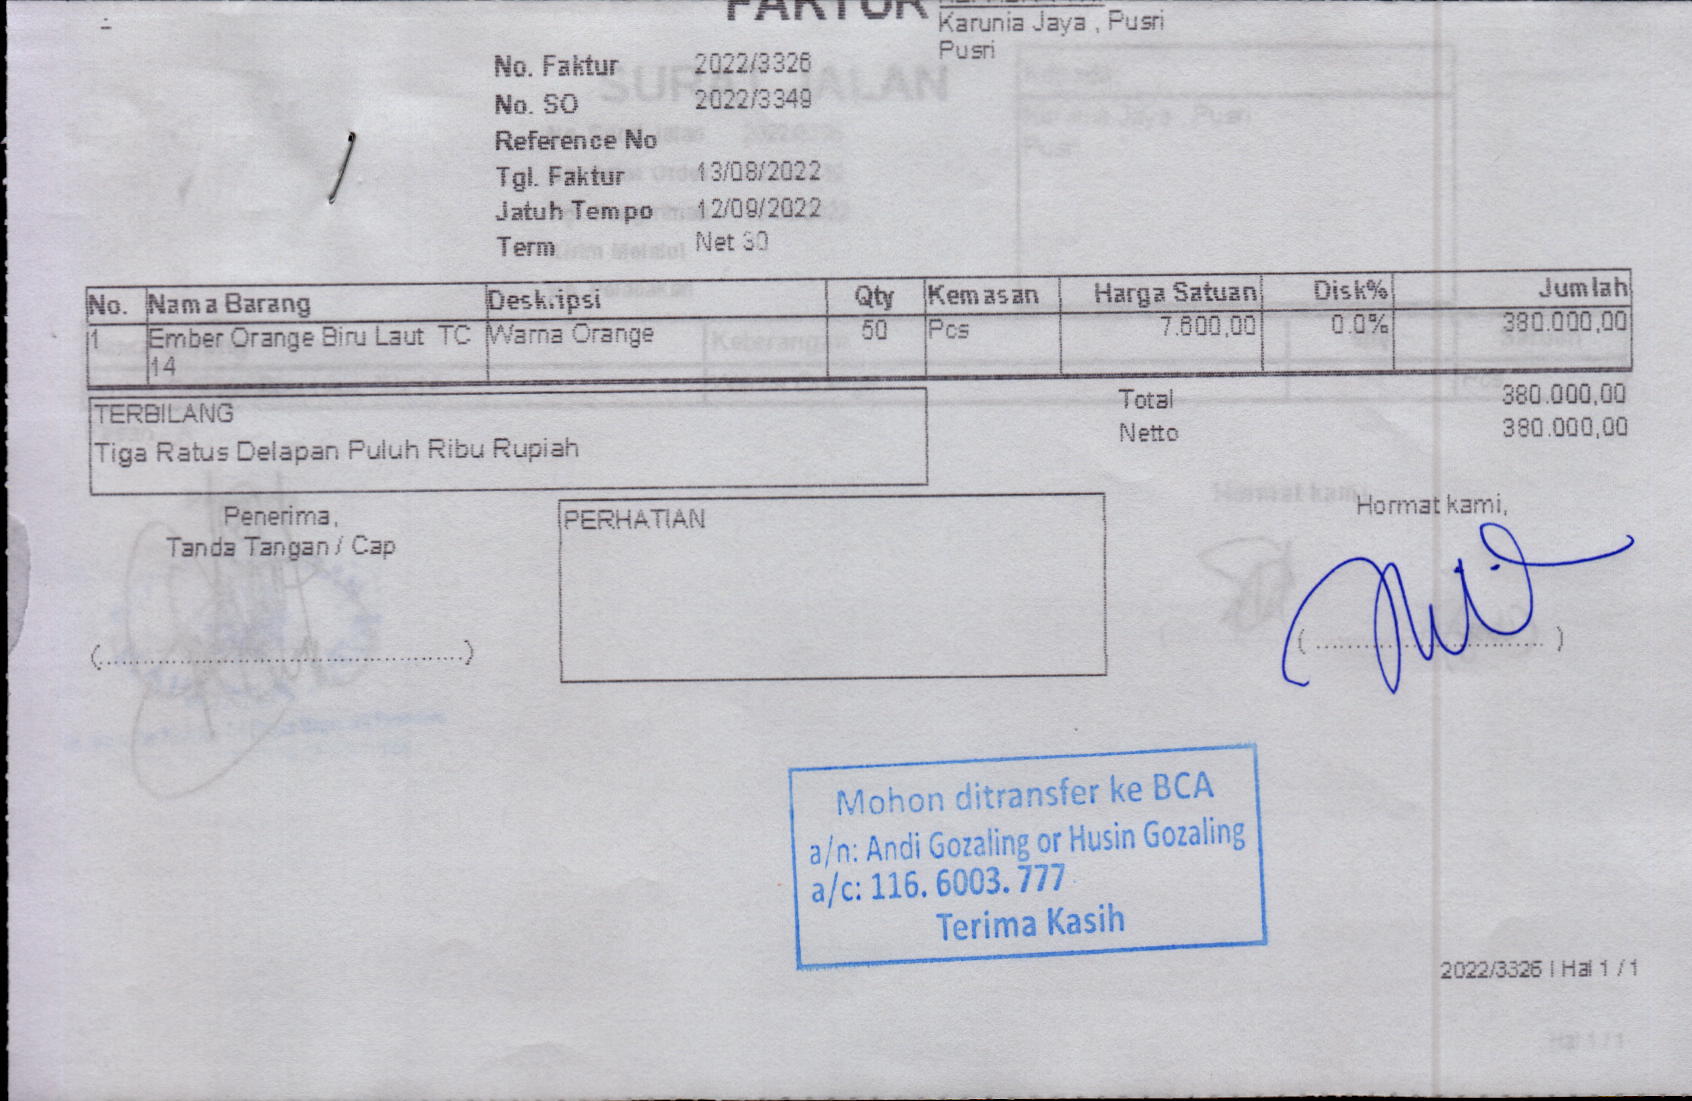 FAKTUR
Karunia Jaya , Pusri
Pusri
No. Faktur 2022/3326
No. SO 2022/3349
Reference No
Tgl. Faktur 13/08/2022
Jatuh Tempo 12/09/2022
Term Net 30
No. Nama Barang Deskripsi Qty Kemasan Harga Satuan Disk% Jumlah
1 Ember Orange Biru Laut TC Warna Orange 50 Pcs 7.600,00 0.0% 380.000,00
14
Total 380.000,00
Netto 380.000,00
TERBILANG
Tiga Ratus Delapan Puluh Ribu Rupiah
Penerima,
Tanda Tangan / Cap
PERHATIAN
Hormat kami,
(................................................)
( .............................. )
Mohon ditransfer ke BCA
a/n: Andi Gozaling or Husin Gozaling
a/c: 116. 6003. 777
Terima Kasih
2022/3326 | Hal 1 / 1